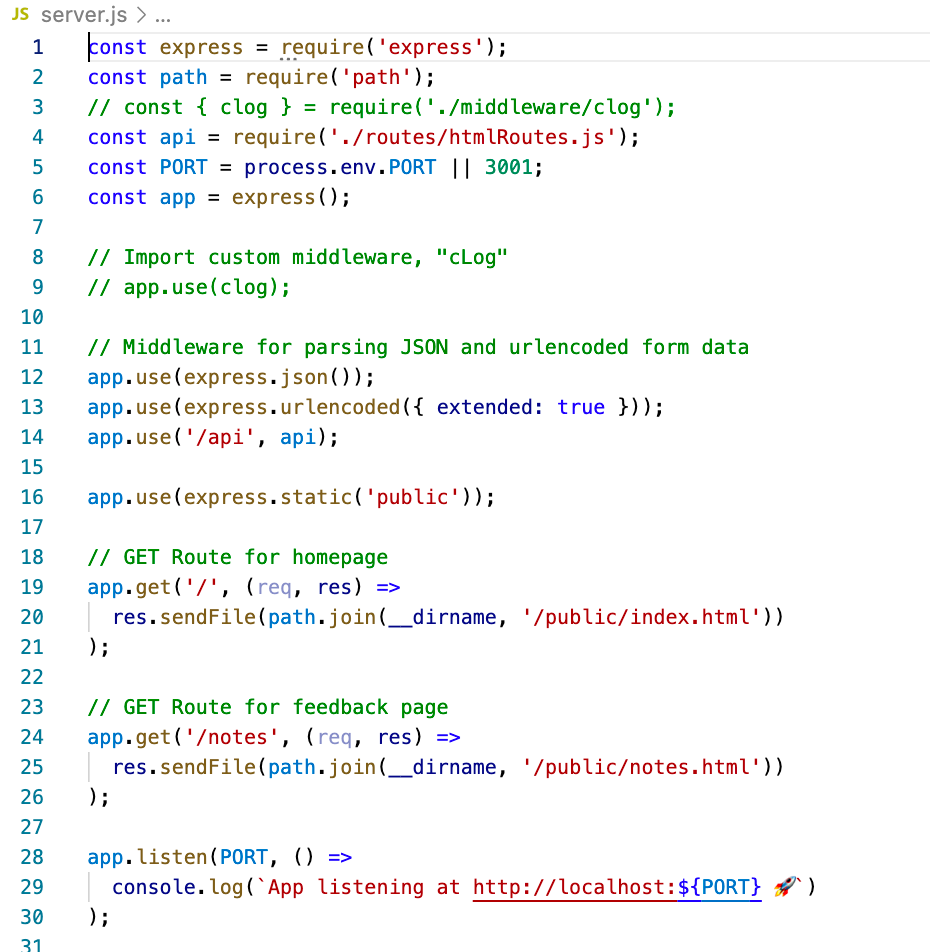 JS server.js > ...
1 const express = require('express');
2 const path = require('path');
3 // const { clog } = require('./middleware/clog');
4 const api = require('./routes/htmlRoutes.js');
5 const PORT = process.env.PORT || 3001;
6 const app = express();
7
8 // Import custom middleware, "cLog"
9 // app.use(clog);
10
11 // Middleware for parsing JSON and urlencoded form data
12 app.use(express.json());
13 app.use(express.urlencoded({ extended: true }));
14 app.use('/api', api);
15
16 app.use(express.static('public'));
17
18 // GET Route for homepage
19 app.get('/', (req, res) =>
20   res.sendFile(path.join(__dirname, '/public/index.html'))
21 );
22
23 // GET Route for feedback page
24 app.get('/notes', (req, res) =>
25   res.sendFile(path.join(__dirname, '/public/notes.html'))
26 );
27
28 app.listen(PORT, () =>
29   console.log(`App listening at http://localhost:${PORT} 🚀`)
30 );
31